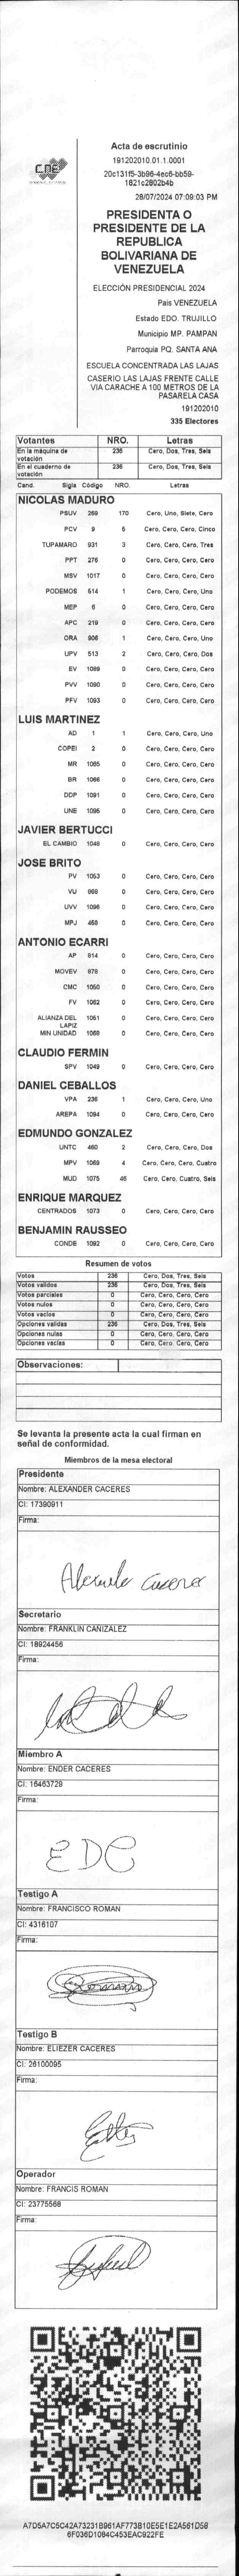 CNE
Acta de escrutinio
191202010.01.1.0001
20c131f5-3b96-4ec6-bb59-
1821c2802b4b
28/07/2024 07:09:03 PM
PRESIDENTA O
PRESIDENTE DE LA
REPUBLICA
BOLIVARIANA DE
VENEZUELA
ELECCIÓN PRESIDENCIAL 2024
País VENEZUELA
Estado EDO. TRUJILLO
Municipio MP. PAMPAN
Parroquia PQ. SANTA ANA
ESCUELA CONCENTRADA LAS LAJAS
CASERIO LAS LAJAS FRENTE CALLE
VIA CARACHE A 100 METROS DE LA
PASARELA CASA
191202010
335 Electores
Votantes NRO. Letras
En la máquina de votación 236 Cero, Dos, Tres, Seis
En el cuaderno de votación 236 Cero, Dos, Tres, Seis
Cand. Sigla Código NRO. Letras
NICOLAS MADURO
PSUV 269 170 Cero, Uno, Siete, Cero
PCV 9 5 Cero, Cero, Cero, Cinco
TUPAMARO 931 3 Cero, Cero, Cero, Tres
PPT 276 0 Cero, Cero, Cero, Cero
MSV 1017 0 Cero, Cero, Cero, Cero
PODEMOS 514 1 Cero, Cero, Cero, Uno
MEP 6 0 Cero, Cero, Cero, Cero
APC 219 0 Cero, Cero, Cero, Cero
ORA 906 1 Cero, Cero, Cero, Uno
UPV 513 2 Cero, Cero, Cero, Dos
EV 1089 0 Cero, Cero, Cero, Cero
PVV 1090 0 Cero, Cero, Cero, Cero
PFV 1093 0 Cero, Cero, Cero, Cero
LUIS MARTINEZ
AD 1 1 Cero, Cero, Cero, Uno
COPEI 2 0 Cero, Cero, Cero, Cero
MR 1065 0 Cero, Cero, Cero, Cero
BR 1066 0 Cero, Cero, Cero, Cero
DDP 1091 0 Cero, Cero, Cero, Cero
UNE 1095 0 Cero, Cero, Cero, Cero
JAVIER BERTUCCI
EL CAMBIO 1048 0 Cero, Cero, Cero, Cero
JOSE BRITO
PV 1053 0 Cero, Cero, Cero, Cero
VU 868 0 Cero, Cero, Cero, Cero
UVV 1096 0 Cero, Cero, Cero, Cero
MPJ 458 0 Cero, Cero, Cero, Cero
ANTONIO ECARRI
AP 814 0 Cero, Cero, Cero, Cero
MOVEV 878 0 Cero, Cero, Cero, Cero
CMC 1050 0 Cero, Cero, Cero, Cero
FV 1062 0 Cero, Cero, Cero, Cero
ALIANZA DEL LAPIZ 1051 0 Cero, Cero, Cero, Cero
MIN UNIDAD 1068 0 Cero, Cero, Cero, Cero
CLAUDIO FERMIN
SPV 1049 0 Cero, Cero, Cero, Cero
DANIEL CEBALLOS
VPA 236 1 Cero, Cero, Cero, Uno
AREPA 1094 0 Cero, Cero, Cero, Cero
EDMUNDO GONZALEZ
UNTC 460 2 Cero, Cero, Cero, Dos
MPV 1069 4 Cero, Cero, Cero, Cuatro
MUD 1075 46 Cero, Cero, Cuatro, Seis
ENRIQUE MARQUEZ
CENTRADOS 1073 0 Cero, Cero, Cero, Cero
BENJAMIN RAUSSEO
CONDE 1092 0 Cero, Cero, Cero, Cero
Resumen de votos
Votos 236 Cero, Dos, Tres, Seis
Votos validos 236 Cero, Dos, Tres, Seis
Votos parciales 0 Cero, Cero, Cero, Cero
Votos nulos 0 Cero, Cero, Cero, Cero
Votos vacios 0 Cero, Cero, Cero, Cero
Opciones validas 236 Cero, Dos, Tres, Seis
Opciones nulas 0 Cero, Cero, Cero, Cero
Opciones vacias 0 Cero, Cero, Cero, Cero
Observaciones:
Se levanta la presente acta la cual firman en
señal de conformidad.
Miembros de la mesa electoral
Presidente
Nombre: ALEXANDER CACERES
CI: 17390911
Firma:
Secretario
Nombre: FRANKLIN CAÑIZALEZ
CI: 18924456
Firma:
Miembro A
Nombre: ENDER CACERES
CI: 16463729
Firma:
EDC
Testigo A
Nombre: FRANCISCO ROMAN
CI: 4316107
Firma:
Testigo B
Nombre: ELIEZER CACERES
CI: 26100095
Firma:
Operador
Nombre: FRANCIS ROMAN
CI: 23775568
Firma:
A7D5A7C5C42A73231B961AF773B10E5E1E2A561D58
6F036D1084C453EAC922FE